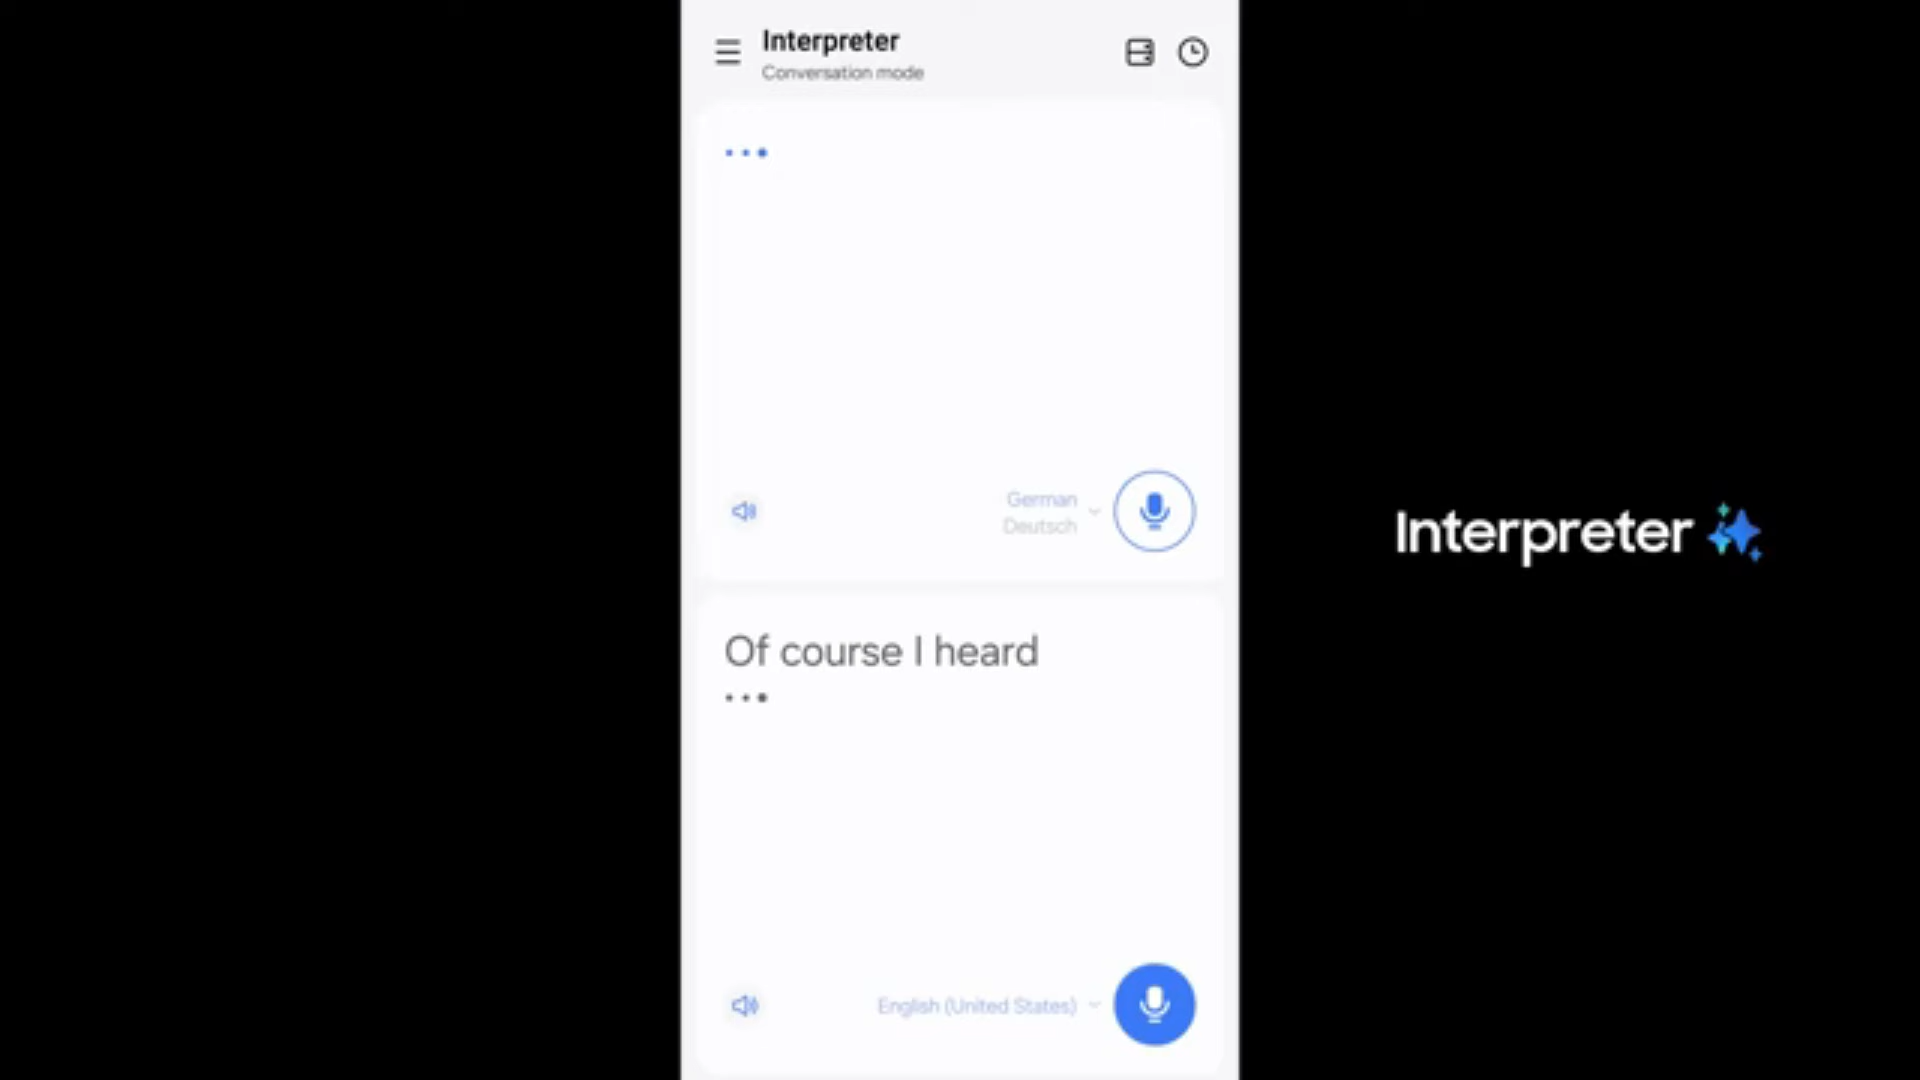 Interpreter
Conversation mode
German
Deutsch
Of course I heard
English (United States)
Interpreter